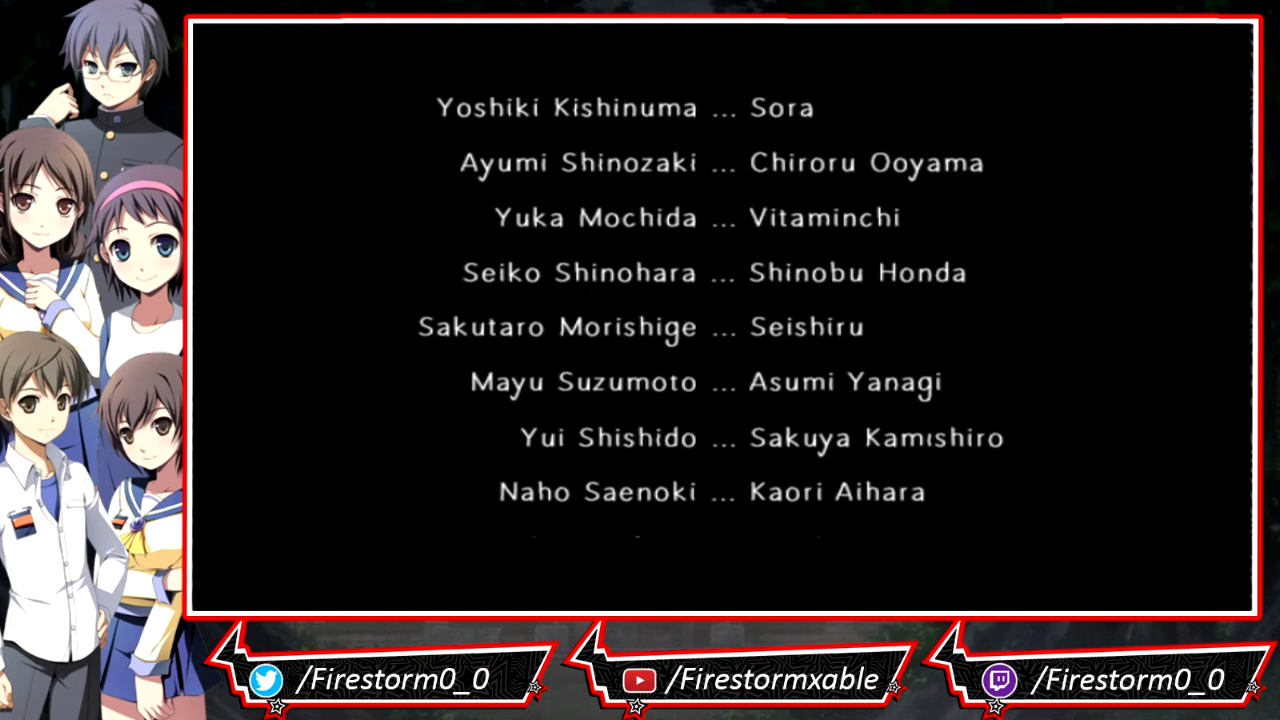 Yoshiki Kishinuma ... Sora
Ayumi Shinozaki ... Chiroru Ooyama
Yuka Mochida ... Vitaminchi
Seiko Shinohara ... Shinobu Honda
Sakutaro Morishige ... Seishiru
Mayu Suzumoto ... Asumi Yanagi
Yui Shishido ... Sakuya Kamishiro
Naho Saenoki ... Kaori Aihara
/Firestorm0_0 /Firestormxable /Firestorm0_0